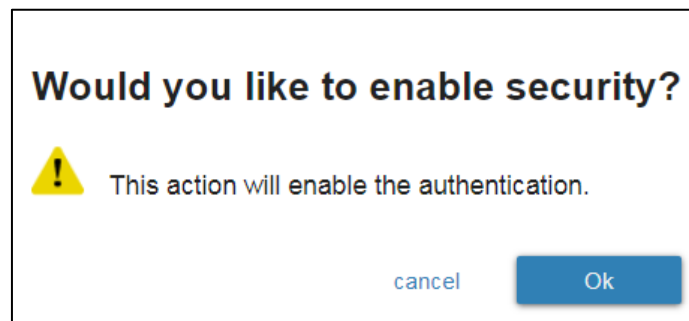 Would you like to enable security?
This action will enable the authentication.
cancel Ok